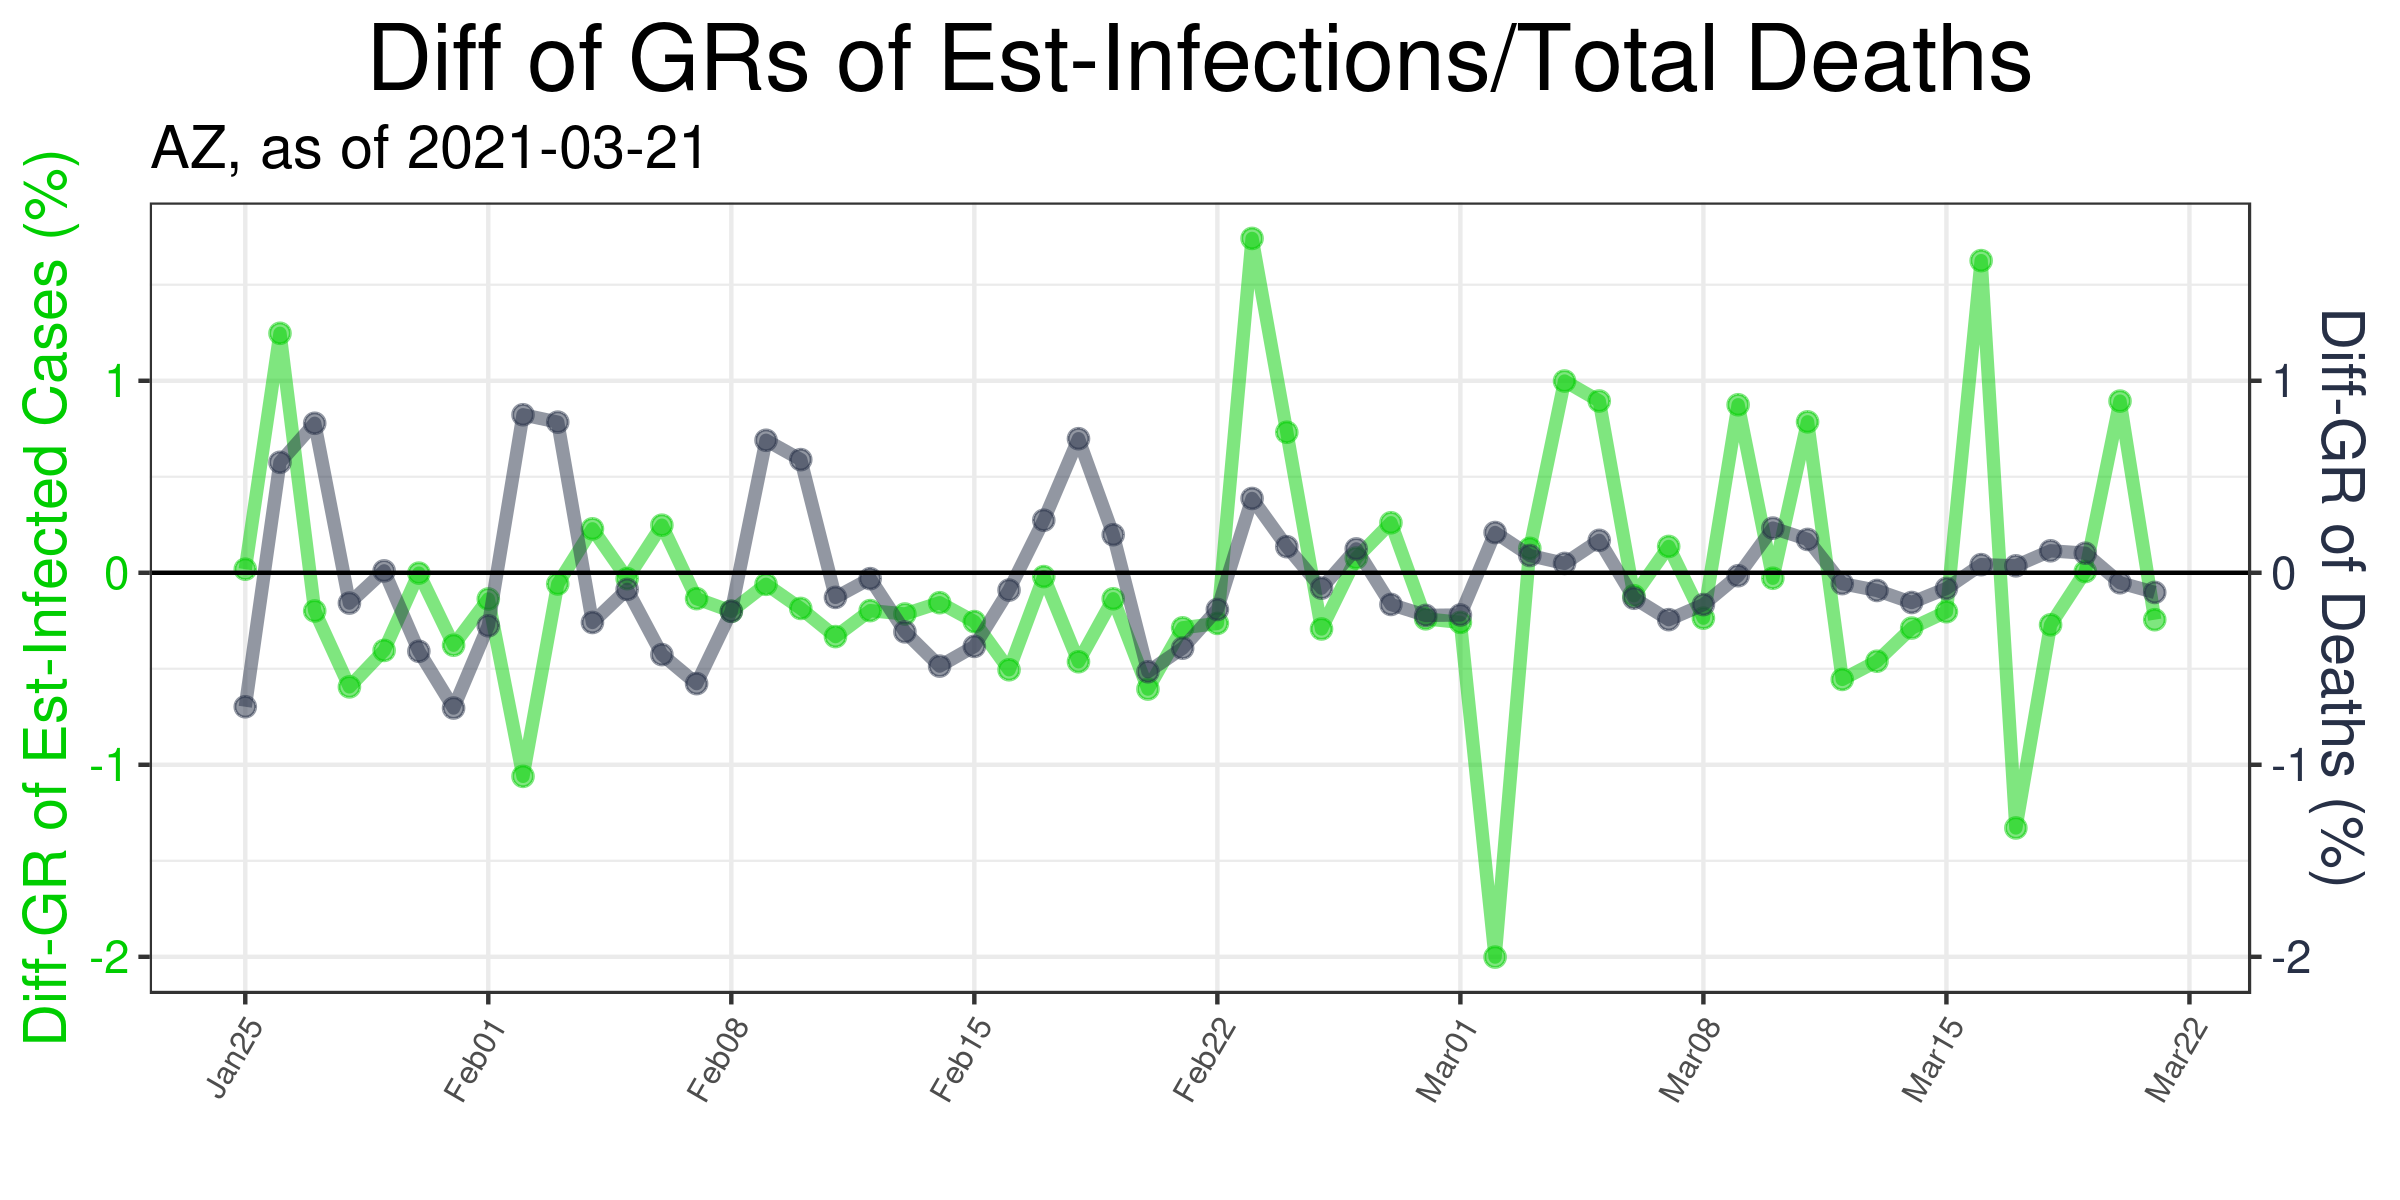 Diff of GRs of Est-Infections/Total Deaths
AZ, as of 2021-03-21
Diff-GR of Est-Infected Cases (%)
1
0
-1
-2
1
0
-1
-2
Diff-GR of Deaths (%)
Jan25
Feb01
Feb08
Feb15
Feb22
Mar01
Mar08
Mar15
Mar22